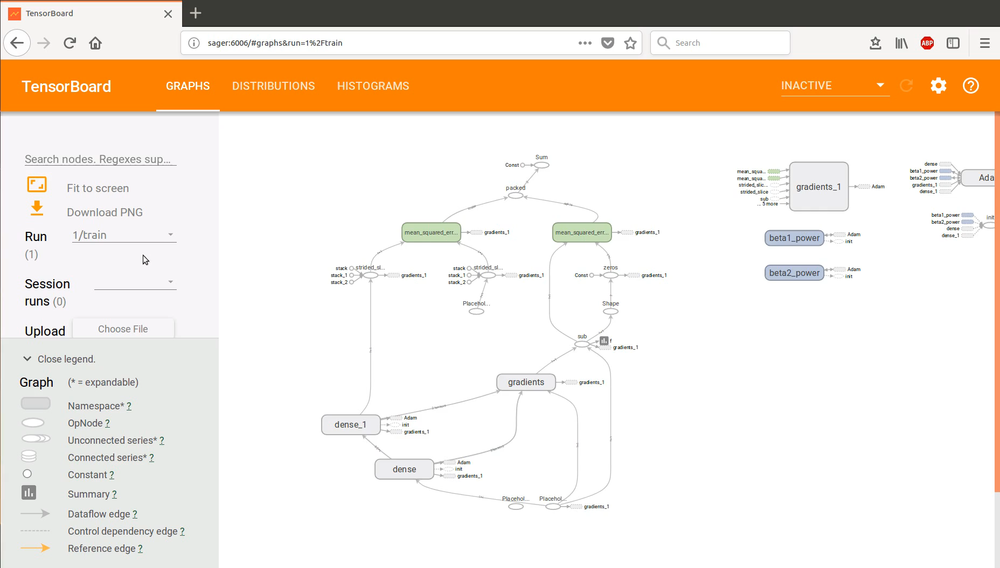 TensorBoard
sager:6006/#graphs&run=1%2Ftrain
Search
ABP
TensorBoard
GRAPHS
DISTRIBUTIONS
HISTOGRAMS
INACTIVE
Search nodes. Regexes sup...
Fit to screen
Download PNG
Run
(1)
1/train
Session
runs (0)
Upload
Choose File
Close legend.
Graph
(* = expandable)
Namespace* ?
OpNode ?
Unconnected series* ?
Connected series* ?
Constant ?
Summary ?
Dataflow edge ?
Control dependency edge ?
Reference edge ?
Sum
Const
packed
scalar
mean_squared_err...
gradients_1
mean_squared_err...
gradients_1
stack
stack_1
stack_2
strided_sl...
gradients_1
stack
stack_1
stack_2
strided_sl...
gradients_1
Placehol...
zeros
Const
gradients_1
Shape
sub
f
gradients_1
gradients
gradients_1
dense_1
Adam
init
gradients_1
dense
Adam
init
gradients_1
Placehol...
Placehol...
gradients_1
mean_squa...
mean_squa...
strided_slic...
strided_slice
sub
... 5 more
gradients_1
Adam
beta1_power
Adam
init
beta2_power
Adam
init
dense
beta1_power
beta2_power
gradients_1
dense_1
Ada
beta1_power
beta2_power
dense
dense_1
init